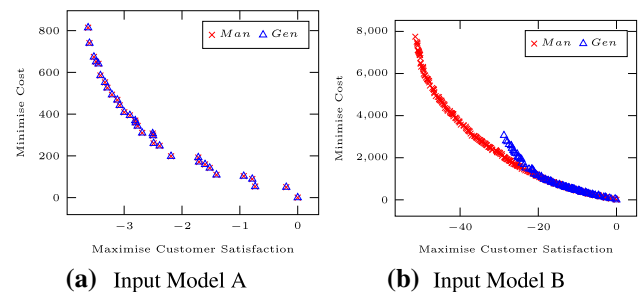 800
600
400
200
0
−3
−2
−1
0
Minimise Cost
Maximise Customer Satisfaction
Man Gen
(a) Input Model A
8,000
6,000
4,000
2,000
0
−40
−20
0
Minimise Cost
Maximise Customer Satisfaction
Man Gen
(b) Input Model B